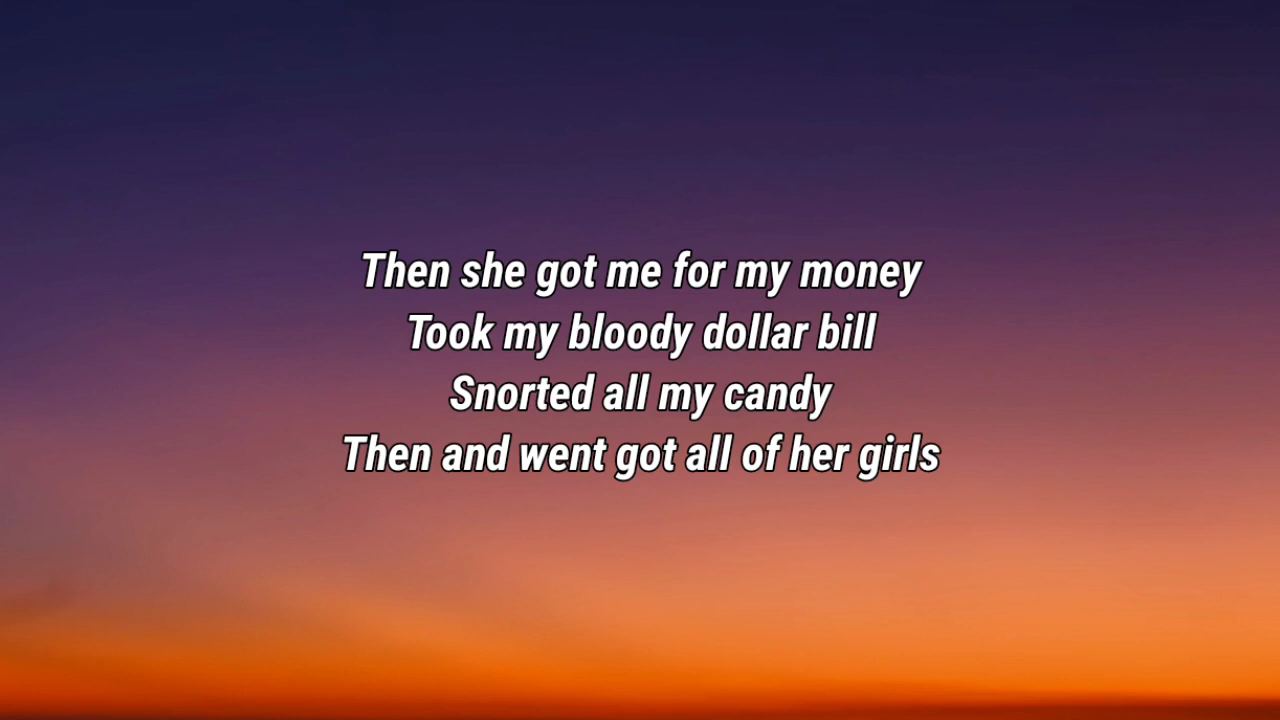 Then she got me for my money
Took my bloody dollar bill
Snorted all my candy
Then and went got all of her girls